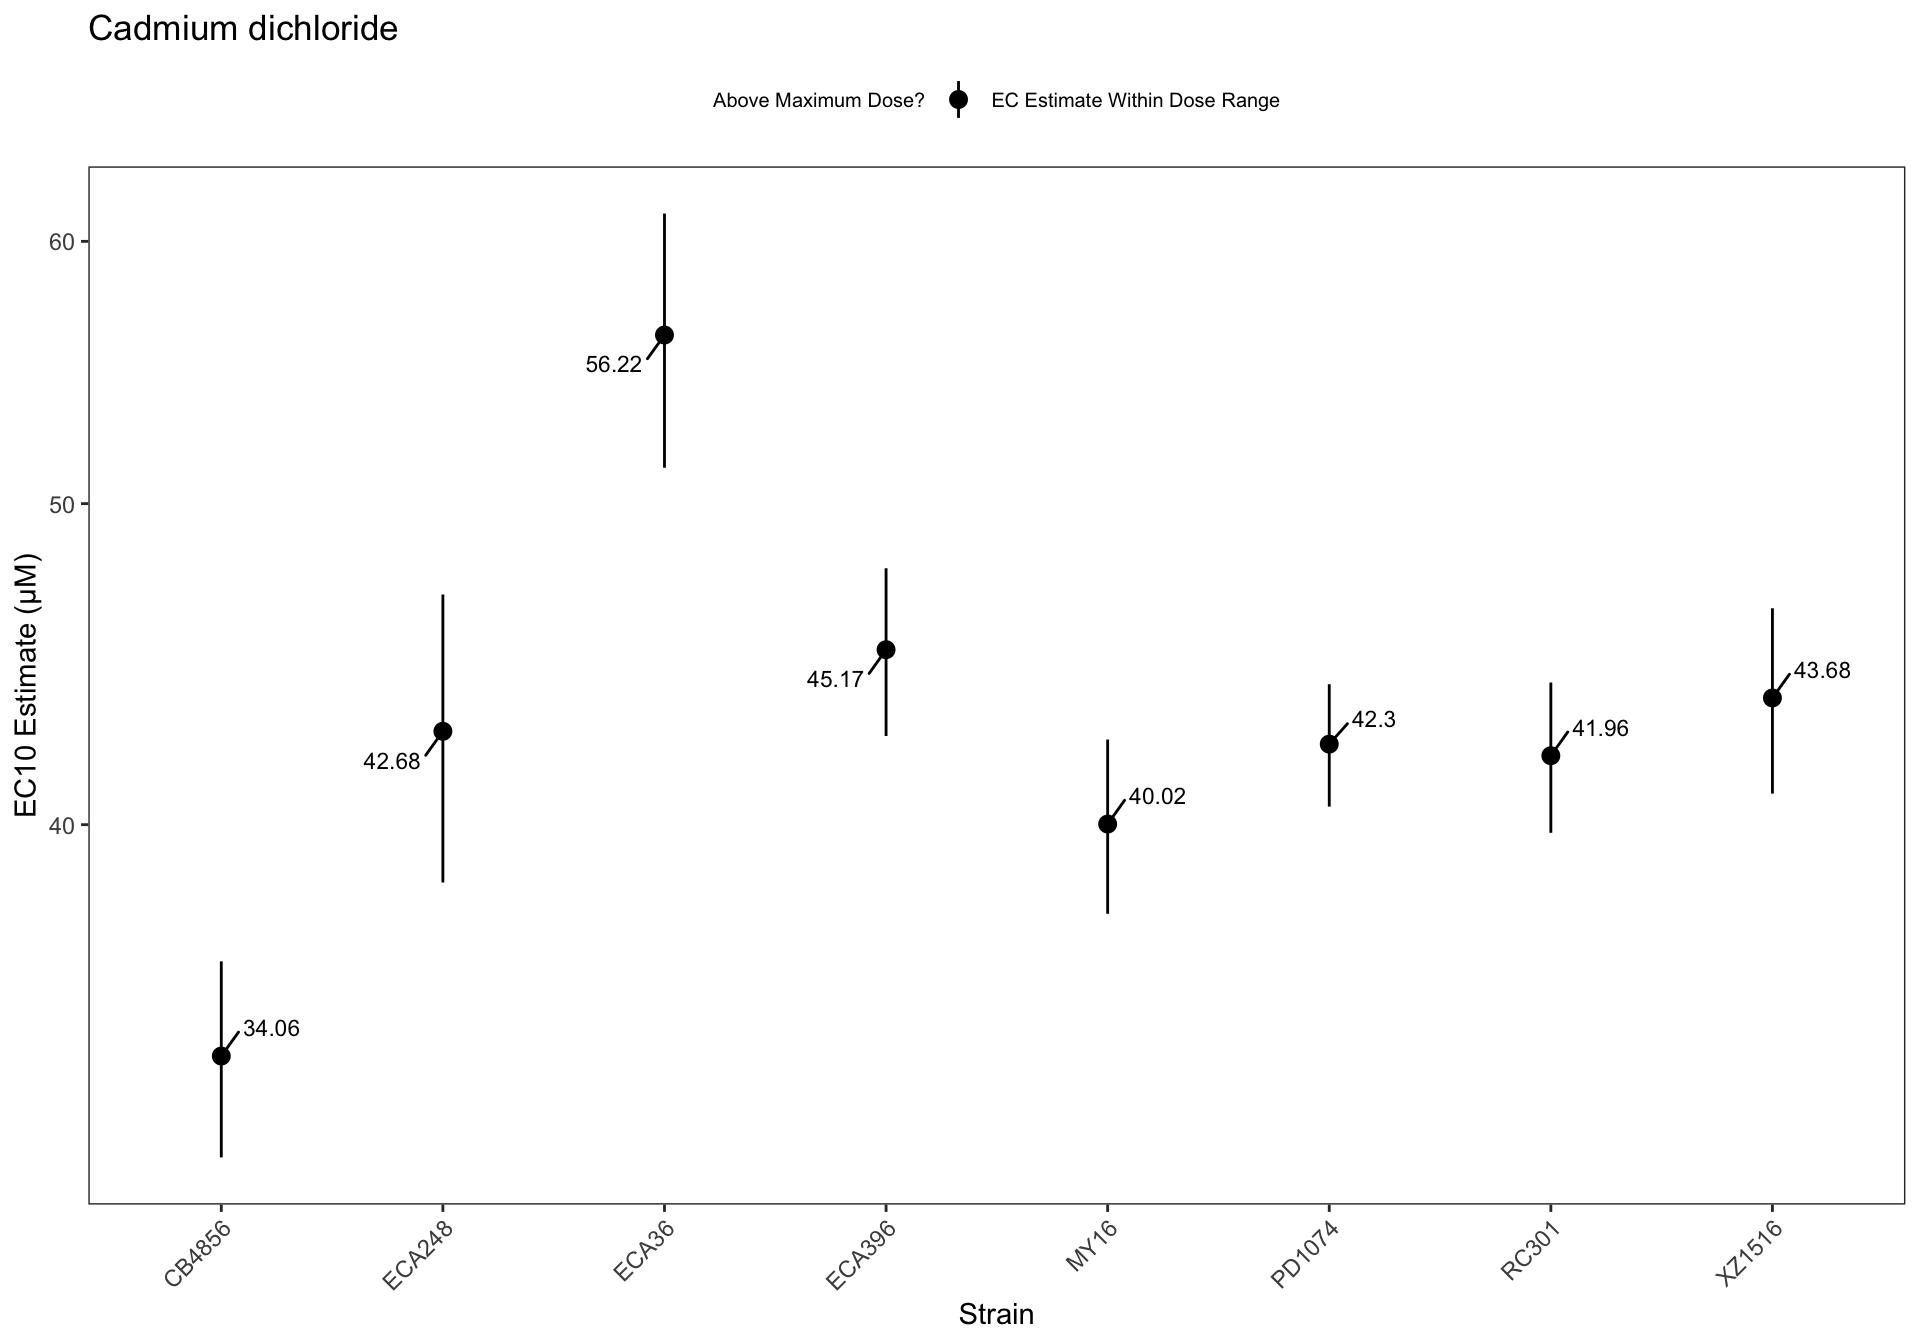 Cadmium dichloride
Above Maximum Dose? EC Estimate Within Dose Range
EC10 Estimate (μM)
60
50
40
56.22
45.17
43.68
42.3
41.96
42.68
40.02
34.06
CB4856 ECA248 ECA36 ECA396 MY16 PD1074 RC301 XZ1516
Strain